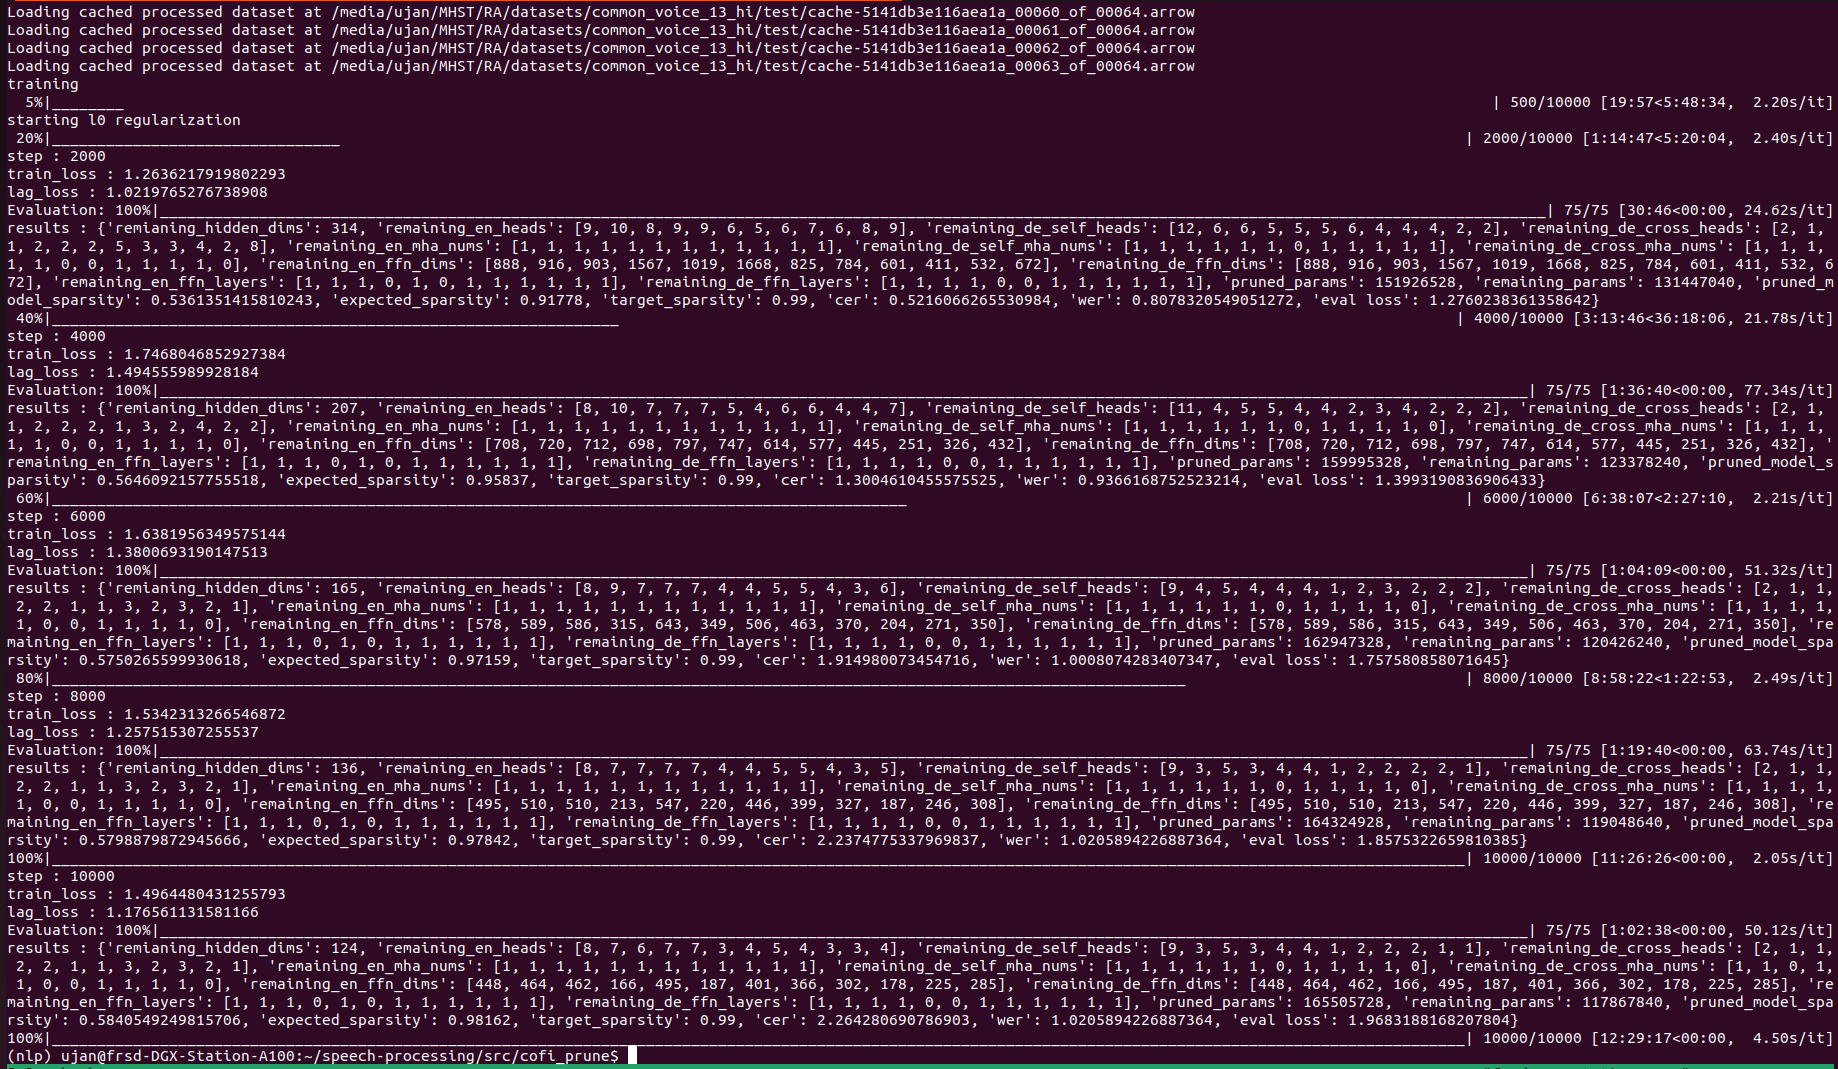 Loading cached processed dataset at /media/ujan/MHST/RA/datasets/common_voice_13_hi/test/cache-5141db3e116aea1a_00060_of_00064.arrow
Loading cached processed dataset at /media/ujan/MHST/RA/datasets/common_voice_13_hi/test/cache-5141db3e116aea1a_00061_of_00064.arrow
Loading cached processed dataset at /media/ujan/MHST/RA/datasets/common_voice_13_hi/test/cache-5141db3e116aea1a_00062_of_00064.arrow
Loading cached processed dataset at /media/ujan/MHST/RA/datasets/common_voice_13_hi/test/cache-5141db3e116aea1a_00063_of_00064.arrow
training
5%|________ | 500/10000 [19:57<5:48:34, 2.20s/it]
starting l0 regularization
20%|________________________________ | 2000/10000 [1:14:47<5:20:04, 2.40s/it]
step : 2000
train_loss : 1.2636217919802293
lag_loss : 1.0219765276738908
Evaluation: 100%|________| 75/75 [30:46<00:00, 24.62s/it]
results : {'remianing_hidden_dims': 314, 'remaining_en_heads': [9, 10, 8, 9, 9, 6, 5, 6, 7, 6, 8, 9], 'remaining_de_self_heads': [12, 6, 6, 5, 5, 5, 6, 4, 4, 4, 2, 2], 'remaining_de_cross_heads': [2, 1,
1, 2, 2, 2, 5, 3, 3, 4, 2, 8], 'remaining_en_mha_nums': [1, 1, 1, 1, 1, 1, 1, 1, 1, 1, 1, 1], 'remaining_de_self_mha_nums': [1, 1, 1, 1, 1, 1, 0, 1, 1, 1, 1, 1], 'remaining_de_cross_mha_nums': [1, 1, 1, 1,
1, 1, 0, 0, 1, 1, 1, 1, 0], 'remaining_en_ffn_dims': [888, 916, 903, 1567, 1019, 1668, 825, 784, 601, 411, 532, 672], 'remaining_de_ffn_dims': [888, 916, 903, 1567, 1019, 1668, 825, 784, 601, 411, 532, 6
72], 'remaining_en_ffn_layers': [1, 1, 1, 0, 1, 0, 1, 1, 1, 1, 1, 1], 'remaining_de_ffn_layers': [1, 1, 1, 1, 0, 0, 1, 1, 1, 1, 1, 1], 'pruned_params': 151926528, 'remaining_params': 131447040, 'pruned_m
odel_sparsity': 0.5361351415810243, 'expected_sparsity': 0.91778, 'target_sparsity': 0.99, 'cer': 0.5216066265530984, 'wer': 0.8078320549051272, 'eval loss': 1.2760238361358642}
40%|________ | 4000/10000 [3:13:46<36:18:06, 21.78s/it]
step : 4000
train_loss : 1.7468046852927384
lag_loss : 1.494555989928184
Evaluation: 100%|________| 75/75 [1:36:40<00:00, 77.34s/it]
results : {'remianing_hidden_dims': 207, 'remaining_en_heads': [8, 10, 7, 7, 7, 5, 4, 6, 6, 4, 4, 7], 'remaining_de_self_heads': [11, 4, 5, 5, 4, 4, 2, 3, 4, 2, 2, 2], 'remaining_de_cross_heads': [2, 1,
1, 2, 2, 2, 1, 3, 2, 4, 2, 2], 'remaining_en_mha_nums': [1, 1, 1, 1, 1, 1, 1, 1, 1, 1, 1, 1], 'remaining_de_self_mha_nums': [1, 1, 1, 1, 1, 1, 0, 1, 1, 1, 1, 0], 'remaining_de_cross_mha_nums': [1, 1, 1,
1, 1, 0, 0, 1, 1, 1, 1, 0], 'remaining_en_ffn_dims': [708, 720, 712, 698, 797, 747, 614, 577, 445, 251, 326, 432], 'remaining_de_ffn_dims': [708, 720, 712, 698, 797, 747, 614, 577, 445, 251, 326, 432], '
remaining_en_ffn_layers': [1, 1, 1, 0, 1, 0, 1, 1, 1, 1, 1, 1], 'remaining_de_ffn_layers': [1, 1, 1, 1, 0, 0, 1, 1, 1, 1, 1, 1], 'pruned_params': 159995328, 'remaining_params': 123378240, 'pruned_model_s
parsity': 0.5646092157755518, 'expected_sparsity': 0.95837, 'target_sparsity': 0.99, 'cer': 1.3004610455575525, 'wer': 0.9366168752523214, 'eval loss': 1.3993190836906433}
60%|________ | 6000/10000 [6:38:07<2:27:10, 2.21s/it]
step : 6000
train_loss : 1.6381956349575144
lag_loss : 1.3800693190147513
Evaluation: 100%|________| 75/75 [1:04:09<00:00, 51.32s/it]
results : {'remianing_hidden_dims': 165, 'remaining_en_heads': [8, 9, 7, 7, 7, 4, 4, 5, 5, 4, 3, 6], 'remaining_de_self_heads': [9, 4, 5, 4, 4, 4, 1, 2, 3, 2, 2, 2], 'remaining_de_cross_heads': [2, 1, 1,
2, 2, 1, 1, 3, 2, 3, 2, 1], 'remaining_en_mha_nums': [1, 1, 1, 1, 1, 1, 1, 1, 1, 1, 1, 1], 'remaining_de_self_mha_nums': [1, 1, 1, 1, 1, 1, 0, 1, 1, 1, 1, 0], 'remaining_de_cross_mha_nums': [1, 1, 1, 1,
1, 0, 0, 1, 1, 1, 1, 0], 'remaining_en_ffn_dims': [578, 589, 586, 315, 643, 349, 506, 463, 370, 204, 271, 350], 'remaining_de_ffn_dims': [578, 589, 586, 315, 643, 349, 506, 463, 370, 204, 271, 350], 're
maining_en_ffn_layers': [1, 1, 1, 0, 1, 0, 1, 1, 1, 1, 1, 1], 'remaining_de_ffn_layers': [1, 1, 1, 1, 0, 0, 1, 1, 1, 1, 1, 1], 'pruned_params': 162947328, 'remaining_params': 120426240, 'pruned_model_spa
rsity': 0.5750265599930618, 'expected_sparsity': 0.97159, 'target_sparsity': 0.99, 'cer': 1.914980073454716, 'wer': 1.0008074283407347, 'eval loss': 1.757580858071645}
80%|________ | 8000/10000 [8:58:22<1:22:53, 2.49s/it]
step : 8000
train_loss : 1.5342313266546872
lag_loss : 1.257515307255537
Evaluation: 100%|________| 75/75 [1:19:40<00:00, 63.74s/it]
results : {'remianing_hidden_dims': 136, 'remaining_en_heads': [8, 7, 7, 7, 7, 4, 4, 5, 5, 4, 3, 5], 'remaining_de_self_heads': [9, 3, 5, 3, 4, 4, 1, 2, 2, 2, 2, 1], 'remaining_de_cross_heads': [2, 1, 1,
2, 2, 1, 1, 3, 2, 3, 2, 1], 'remaining_en_mha_nums': [1, 1, 1, 1, 1, 1, 1, 1, 1, 1, 1, 1], 'remaining_de_self_mha_nums': [1, 1, 1, 1, 1, 1, 0, 1, 1, 1, 1, 0], 'remaining_de_cross_mha_nums': [1, 1, 1, 1,
1, 0, 0, 1, 1, 1, 1, 0], 'remaining_en_ffn_dims': [495, 510, 510, 213, 547, 220, 446, 399, 327, 187, 246, 308], 'remaining_de_ffn_dims': [495, 510, 510, 213, 547, 220, 446, 399, 327, 187, 246, 308], 're
maining_en_ffn_layers': [1, 1, 1, 0, 1, 0, 1, 1, 1, 1, 1, 1], 'remaining_de_ffn_layers': [1, 1, 1, 1, 0, 0, 1, 1, 1, 1, 1, 1], 'pruned_params': 164324928, 'remaining_params': 119048640, 'pruned_model_spa
rsity': 0.5798879872945666, 'expected_sparsity': 0.97842, 'target_sparsity': 0.99, 'cer': 2.2374775337969837, 'wer': 1.0205894226887364, 'eval loss': 1.8575322659810385}
100%|________| 10000/10000 [11:26:26<00:00, 2.05s/it]
step : 10000
train_loss : 1.4964480431255793
lag_loss : 1.176561131581166
Evaluation: 100%|________| 75/75 [1:02:38<00:00, 50.12s/it]
results : {'remianing_hidden_dims': 124, 'remaining_en_heads': [8, 7, 6, 7, 7, 3, 4, 5, 4, 3, 3, 4], 'remaining_de_self_heads': [9, 3, 5, 3, 4, 4, 1, 2, 2, 2, 1, 1], 'remaining_de_cross_heads': [2, 1, 1,
2, 2, 1, 1, 3, 2, 3, 2, 1], 'remaining_en_mha_nums': [1, 1, 1, 1, 1, 1, 1, 1, 1, 1, 1, 1], 'remaining_de_self_mha_nums': [1, 1, 1, 1, 1, 1, 0, 1, 1, 1, 1, 0], 'remaining_de_cross_mha_nums': [1, 1, 0, 1,
1, 0, 0, 1, 1, 1, 1, 0], 'remaining_en_ffn_dims': [448, 464, 462, 166, 495, 187, 401, 366, 302, 178, 225, 285], 'remaining_de_ffn_dims': [448, 464, 462, 166, 495, 187, 401, 366, 302, 178, 225, 285], 're
maining_en_ffn_layers': [1, 1, 1, 0, 1, 0, 1, 1, 1, 1, 1, 1], 'remaining_de_ffn_layers': [1, 1, 1, 1, 0, 0, 1, 1, 1, 1, 1, 1], 'pruned_params': 165505728, 'remaining_params': 117867840, 'pruned_model_spa
rsity': 0.5840549249815706, 'expected_sparsity': 0.98162, 'target_sparsity': 0.99, 'cer': 2.264280690786903, 'wer': 1.0205894226887364, 'eval loss': 1.9683188168207804}
100%|________| 10000/10000 [12:29:17<00:00, 4.50s/it]
(nlp) ujan@frsd-DGX-Station-A100:~/speech-processing/src/cofi_prune$